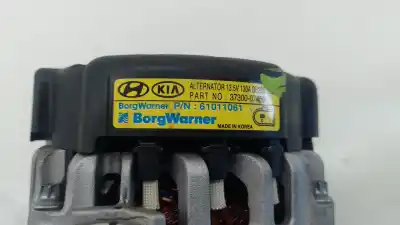 KIA ALTERNATOR 13.5V 130A
PART NO : 37300-
BorgWarner P/N : 61011061
BorgWarner
MADE IN KOREA